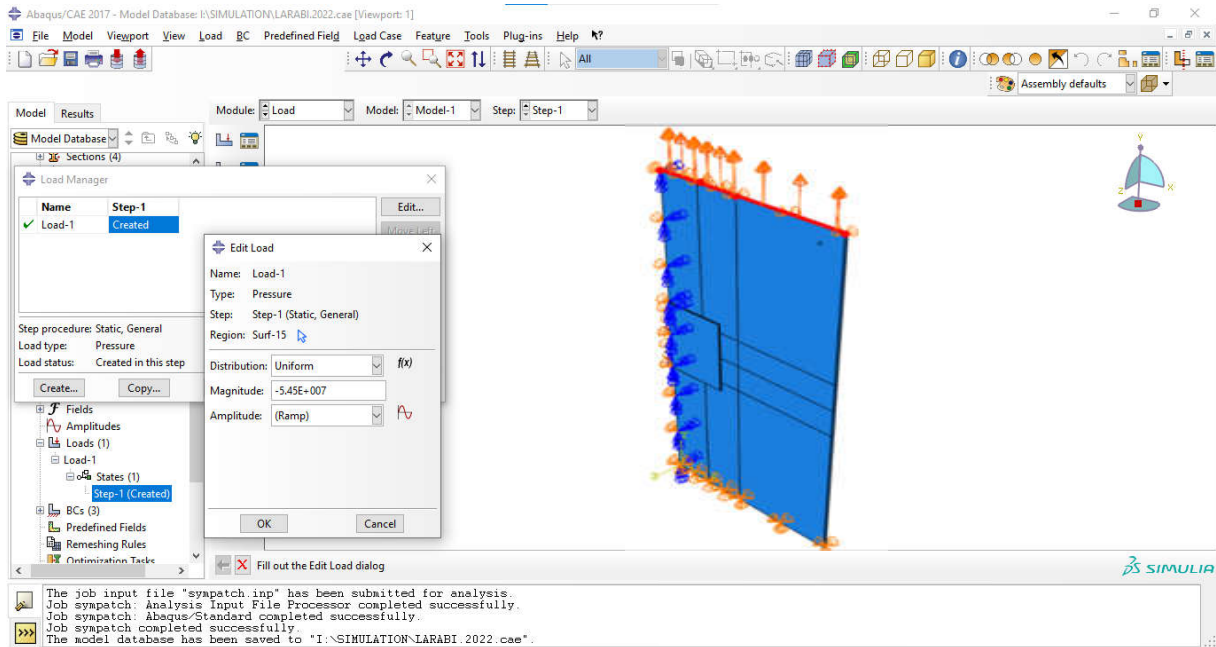 Abaqus/CAE 2017 - Model Database: I:\SIMULATION\LARABI.2022.cae [Viewport: 1]
File Model Viewport View Load BC Predefined Field Load Case Feature Tools Plug-ins Help
All
Assembly defaults
Model Results
Module: Load Model: Model-1 Step: Step-1
Model Database
Sections (4)
Load Manager
Name Step-1
Load-1 Created
Edit...
Move Left
Step procedure: Static, General
Load type: Pressure
Load status: Created in this step
Create... Copy...
Edit Load
Name: Load-1
Type: Pressure
Step: Step-1 (Static, General)
Region: Surf-15
Distribution: Uniform f(x)
Magnitude: -5.45E+007
Amplitude: (Ramp)
OK Cancel
Fields
Amplitudes
Loads (1)
Load-1
States (1)
Step-1 (Created)
BCs (3)
Predefined Fields
Remeshing Rules
Optimization Tasks
Y
Z X
Fill out the Edit Load dialog
SIMULIA
The job input file "sympatch.inp" has been submitted for analysis.
Job sympatch: Analysis Input File Processor completed successfully.
Job sympatch: Abaqus/Standard completed successfully.
Job sympatch completed successfully.
The model database has been saved to "I:\SIMULATION\LARABI.2022.cae".